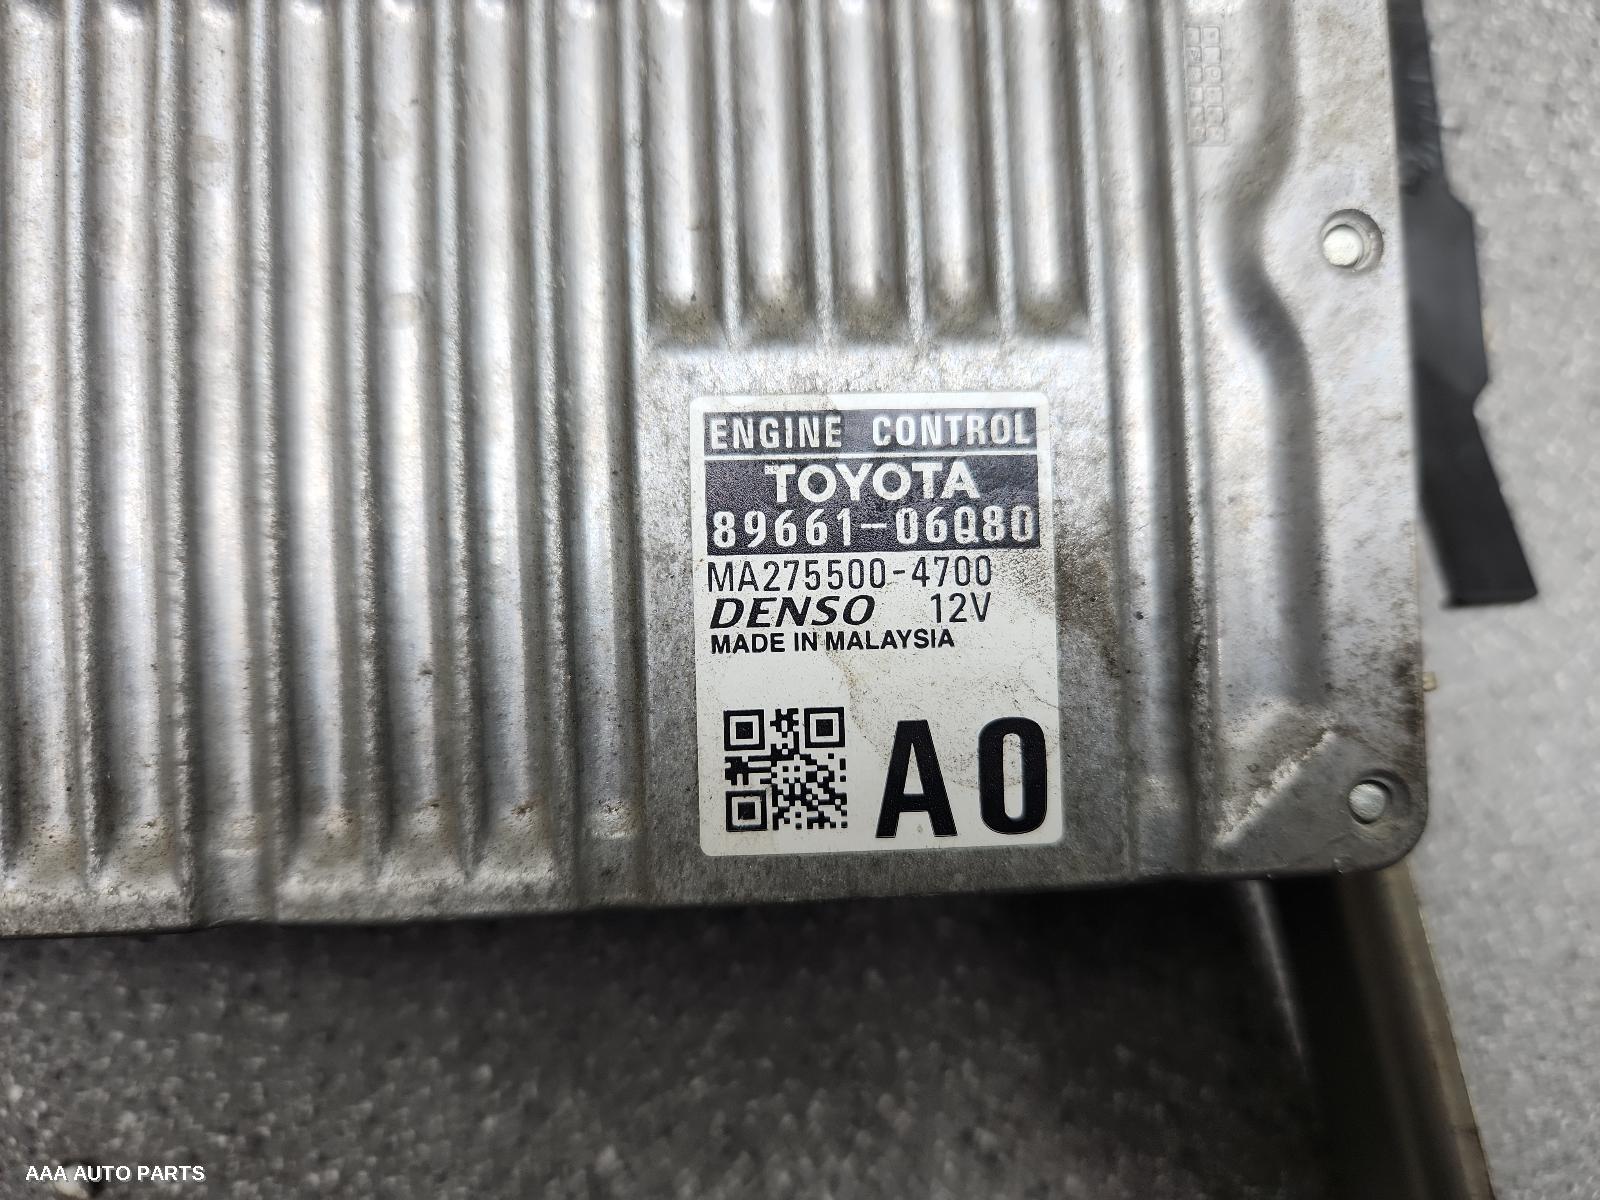 ENGINE CONTROL
TOYOTA
89661-06Q80
MA275500-4700
DENSO 12V
MADE IN MALAYSIA
A0
AAA AUTO PARTS